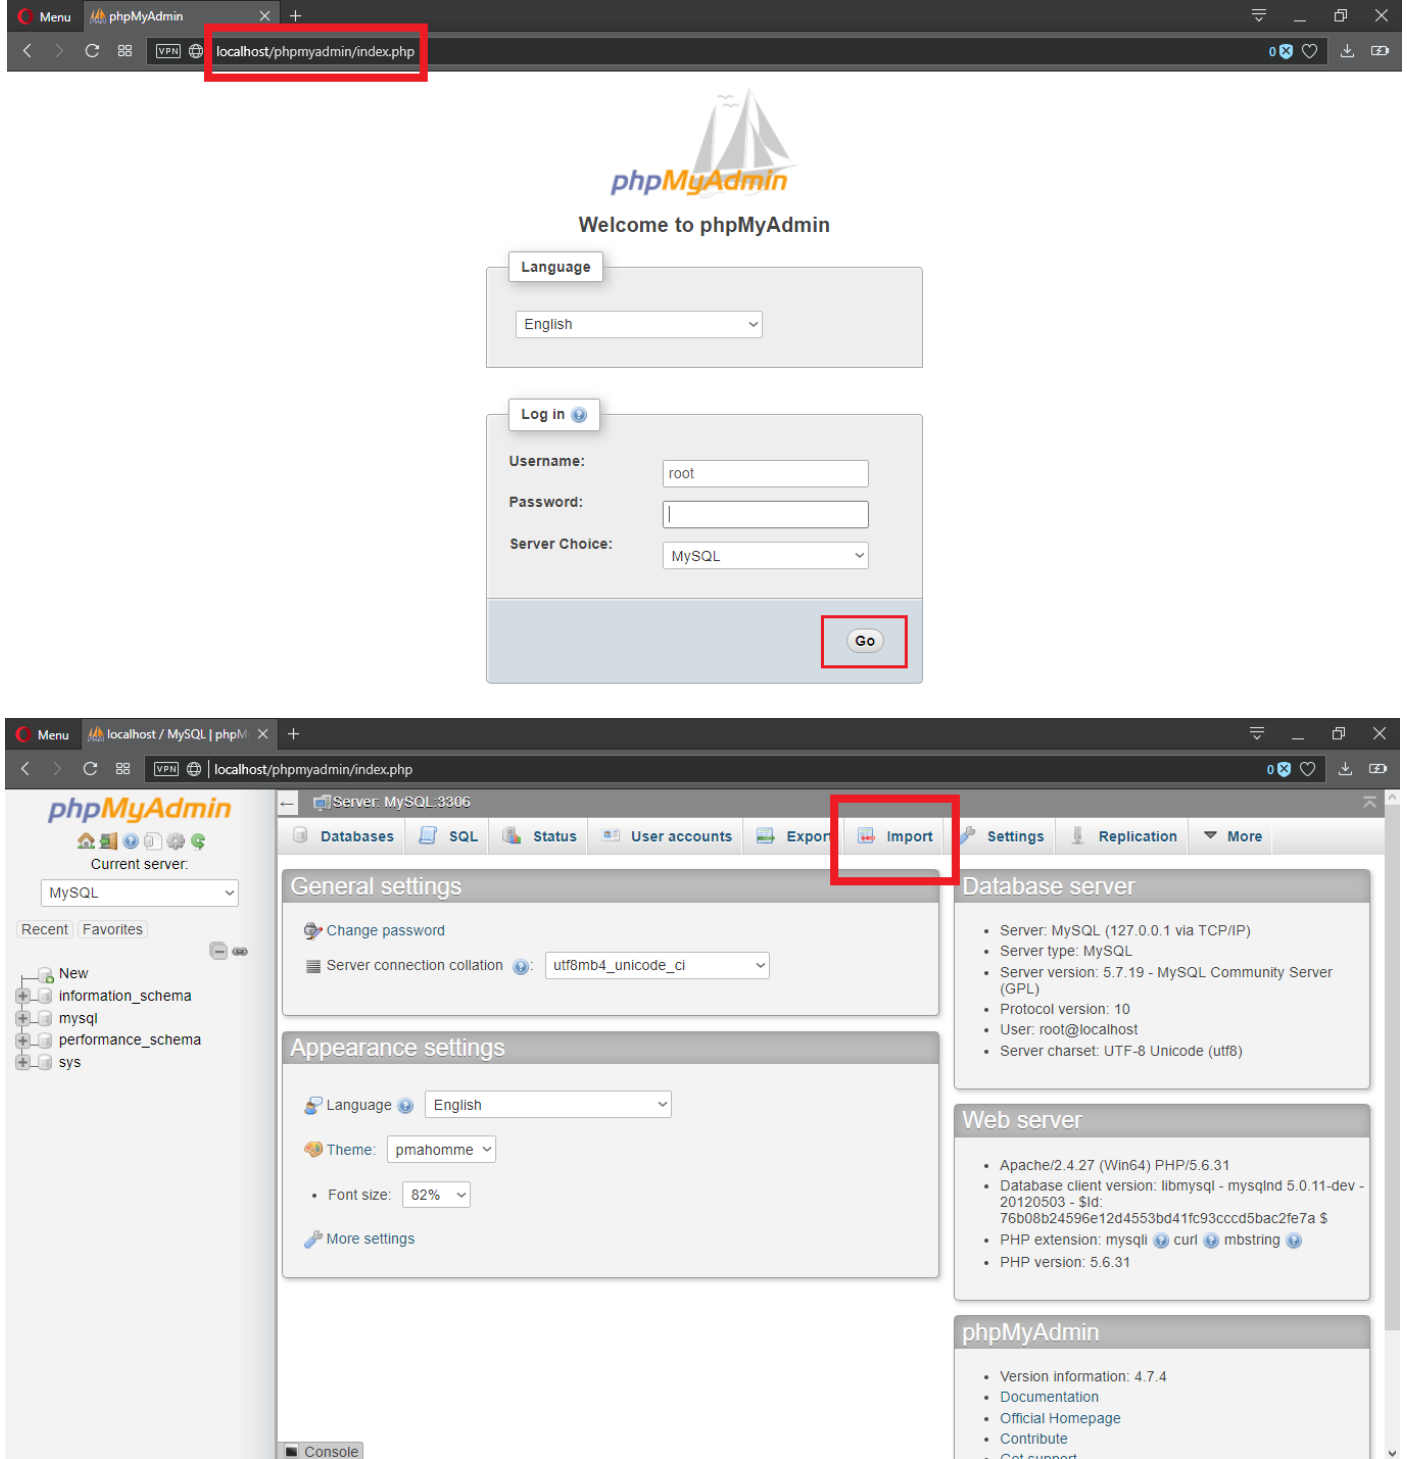 Menu
phpMyAdmin
VPN
localhost/phpmyadmin/index.php
0
phpMyAdmin
Welcome to phpMyAdmin
Language
English
Log in
Username:
root
Password:
Server Choice:
MySQL
Go
Menu
localhost / MySQL | phpM
VPN
localhost/phpmyadmin/index.php
0
phpMyAdmin
Current server:
MySQL
Recent Favorites
New
information_schema
mysql
performance_schema
sys
Server: MySQL:3306
Databases SQL Status User accounts Export Import Settings Replication More
General settings
Change password
Server connection collation : utf8mb4_unicode_ci
Appearance settings
Language English
Theme: pmahomme
• Font size: 82%
More settings
Database server
• Server: MySQL (127.0.0.1 via TCP/IP)
• Server type: MySQL
• Server version: 5.7.19 - MySQL Community Server
(GPL)
• Protocol version: 10
• User: root@localhost
• Server charset: UTF-8 Unicode (utf8)
Web server
• Apache/2.4.27 (Win64) PHP/5.6.31
• Database client version: libmysql - mysqlnd 5.0.11-dev -
20120503 - $Id:
76b08b24596e12d4553bd41fc93cccd5bac2fe7a $
• PHP extension: mysqli curl mbstring
• PHP version: 5.6.31
phpMyAdmin
• Version information: 4.7.4
• Documentation
• Official Homepage
• Contribute
• Get support
Console